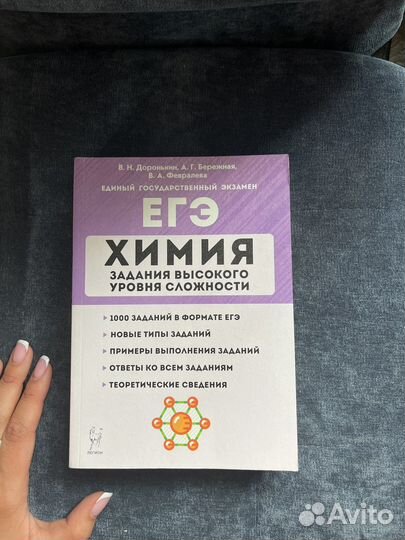 В. Н. Доронькин, А. Г. Бережная,
В. А. Февралева
ЕДИНЫЙ ГОСУДАРСТВЕННЫЙ ЭКЗАМЕН
ЕГЭ
ХИМИЯ
ЗАДАНИЯ ВЫСОКОГО
УРОВНЯ СЛОЖНОСТИ
1000 ЗАДАНИЙ В ФОРМАТЕ ЕГЭ
НОВЫЕ ТИПЫ ЗАДАНИЙ
ПРИМЕРЫ ВЫПОЛНЕНИЯ ЗАДАНИЙ
ОТВЕТЫ КО ВСЕМ ЗАДАНИЯМ
ТЕОРЕТИЧЕСКИЕ СВЕДЕНИЯ
ЛЕГИОН
Avito